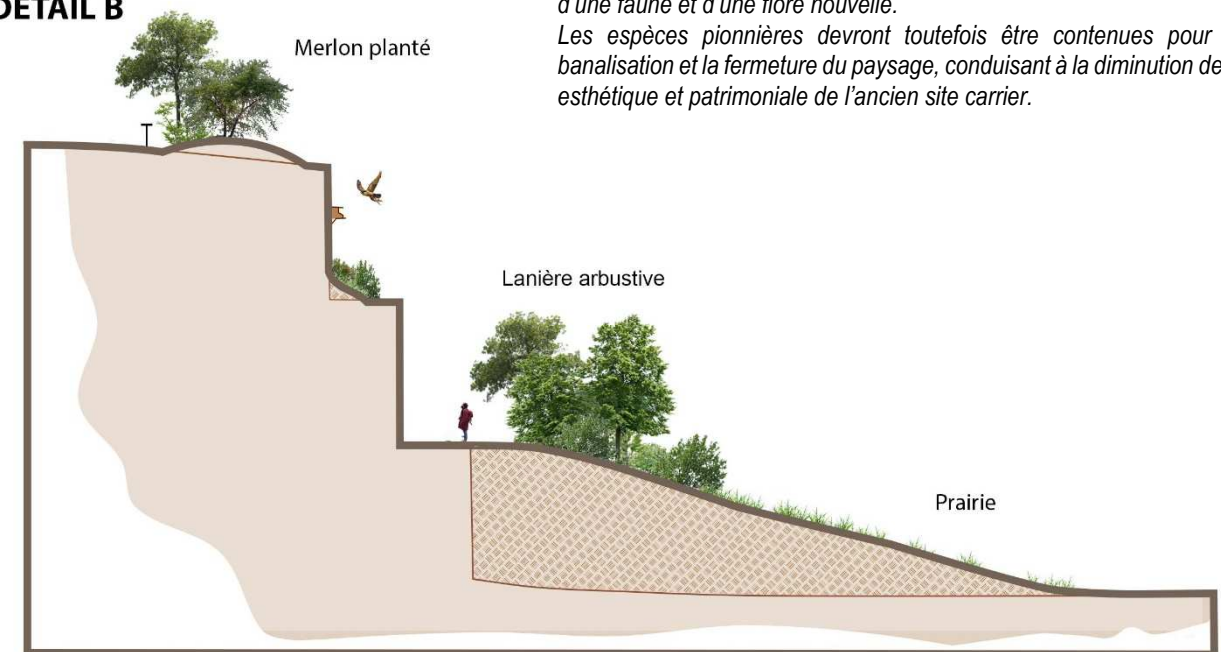 DÉTAIL B
d'une faune et d'une flore nouvelle.
Les espèces pionnières devront toutefois être contenues pour
banalisation et la fermeture du paysage, conduisant à la diminution de
esthétique et patrimoniale de l'ancien site carrier.
Merlon planté
Lanière arbustive
Prairie